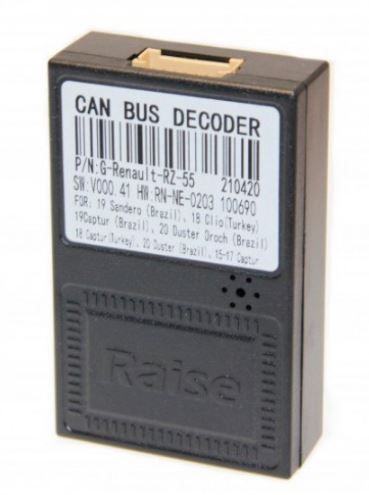 CAN BUS DECODER
P/N:G-Renault-RZ-55 210420
SW:V000.41 HW:RN-NE-0203 100690
FOR: 19 Sandero (Brazil)、18 Clio(Turkey)
19Captur (Brazil)、20 Duster Oroch (Brazil)
18 Captur(Turkey)、20 Duster (Brazil)、15-17 Captur
Raise